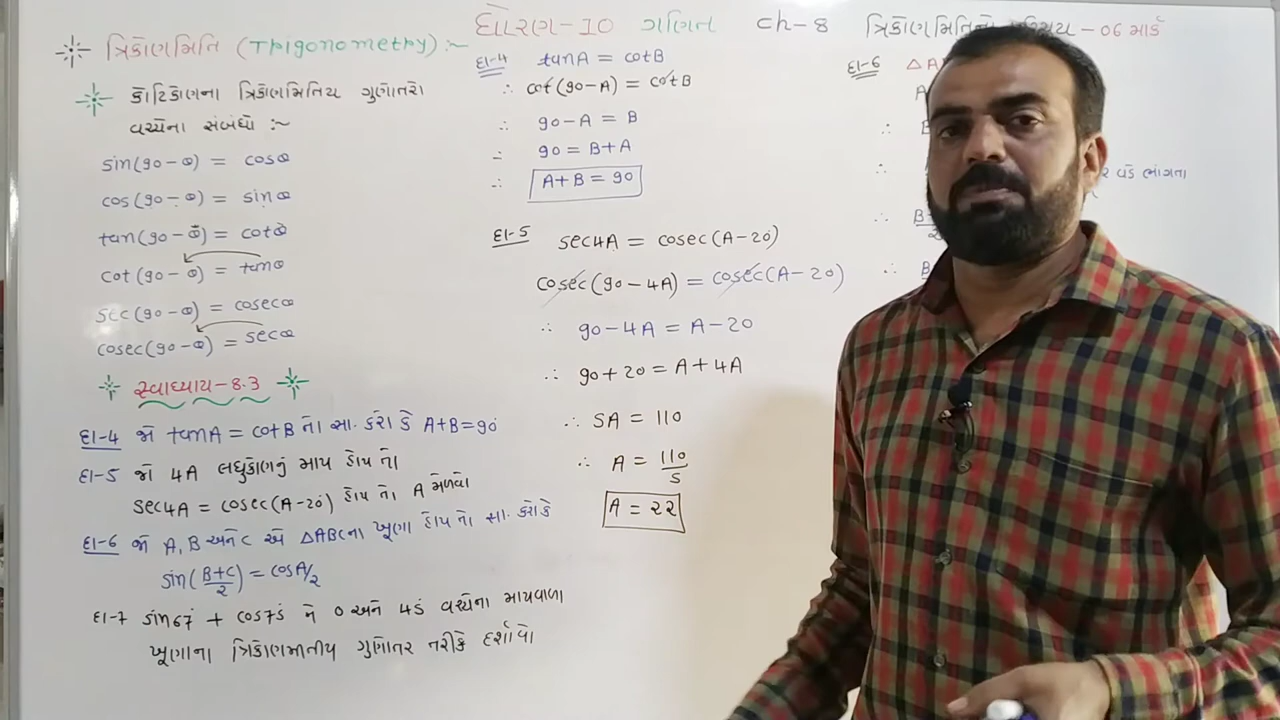 ધોરણ-10 ગણિત ch-8 ત્રિકોણમિતિનો - 06 માર્ક
ત્રિકોણમિતિ (Trigonometry) :~
કોટિકોણના ત્રિકોણમિતિય ગુણોતરો
વચ્ચેના સંબંધો :~
sin(90-θ) = cosθ
cos(90-θ) = sinθ
tan(90-θ) = cotθ
cot(90-θ) = tanθ
sec(90-θ) = cosecθ
cosec(90-θ) = secθ
સ્વાધ્યાય-8.3
દા-4 જો tanA = cotB તો સા. કરો કે A+B=90
દા-5 જો 4A લઘુકોણનું માપ હોય તો
sec4A = cosec(A-20) હોય તો A મેળવો
દા-6 જો A, B અને C એ △ABCના ખૂણા હોય તો સા. કરો કે
sin(B+C/2) = cosA/2
દા-7 sin67 + cos75 ને 0 અને 45 વચ્ચેના માપવાળા
ખૂણાના ત્રિકોણમીતીય ગુણોતર તરીકે દર્શાવો
દા-4 tanA = cotB
∴ cot(90-A) = cotB
∴ 90-A = B
∴ 90 = B+A
∴ A+B = 90
દા-5 sec4A = cosec(A-20)
cosec(90-4A) = cosec(A-20)
∴ 90-4A = A-20
∴ 90+20 = A+4A
∴ 5A = 110
∴ A = 110/5
A = 22
દા-6 △A
A
∴ B
∴ 2 વડે ભાગતા
∴ B+
2
∴ B